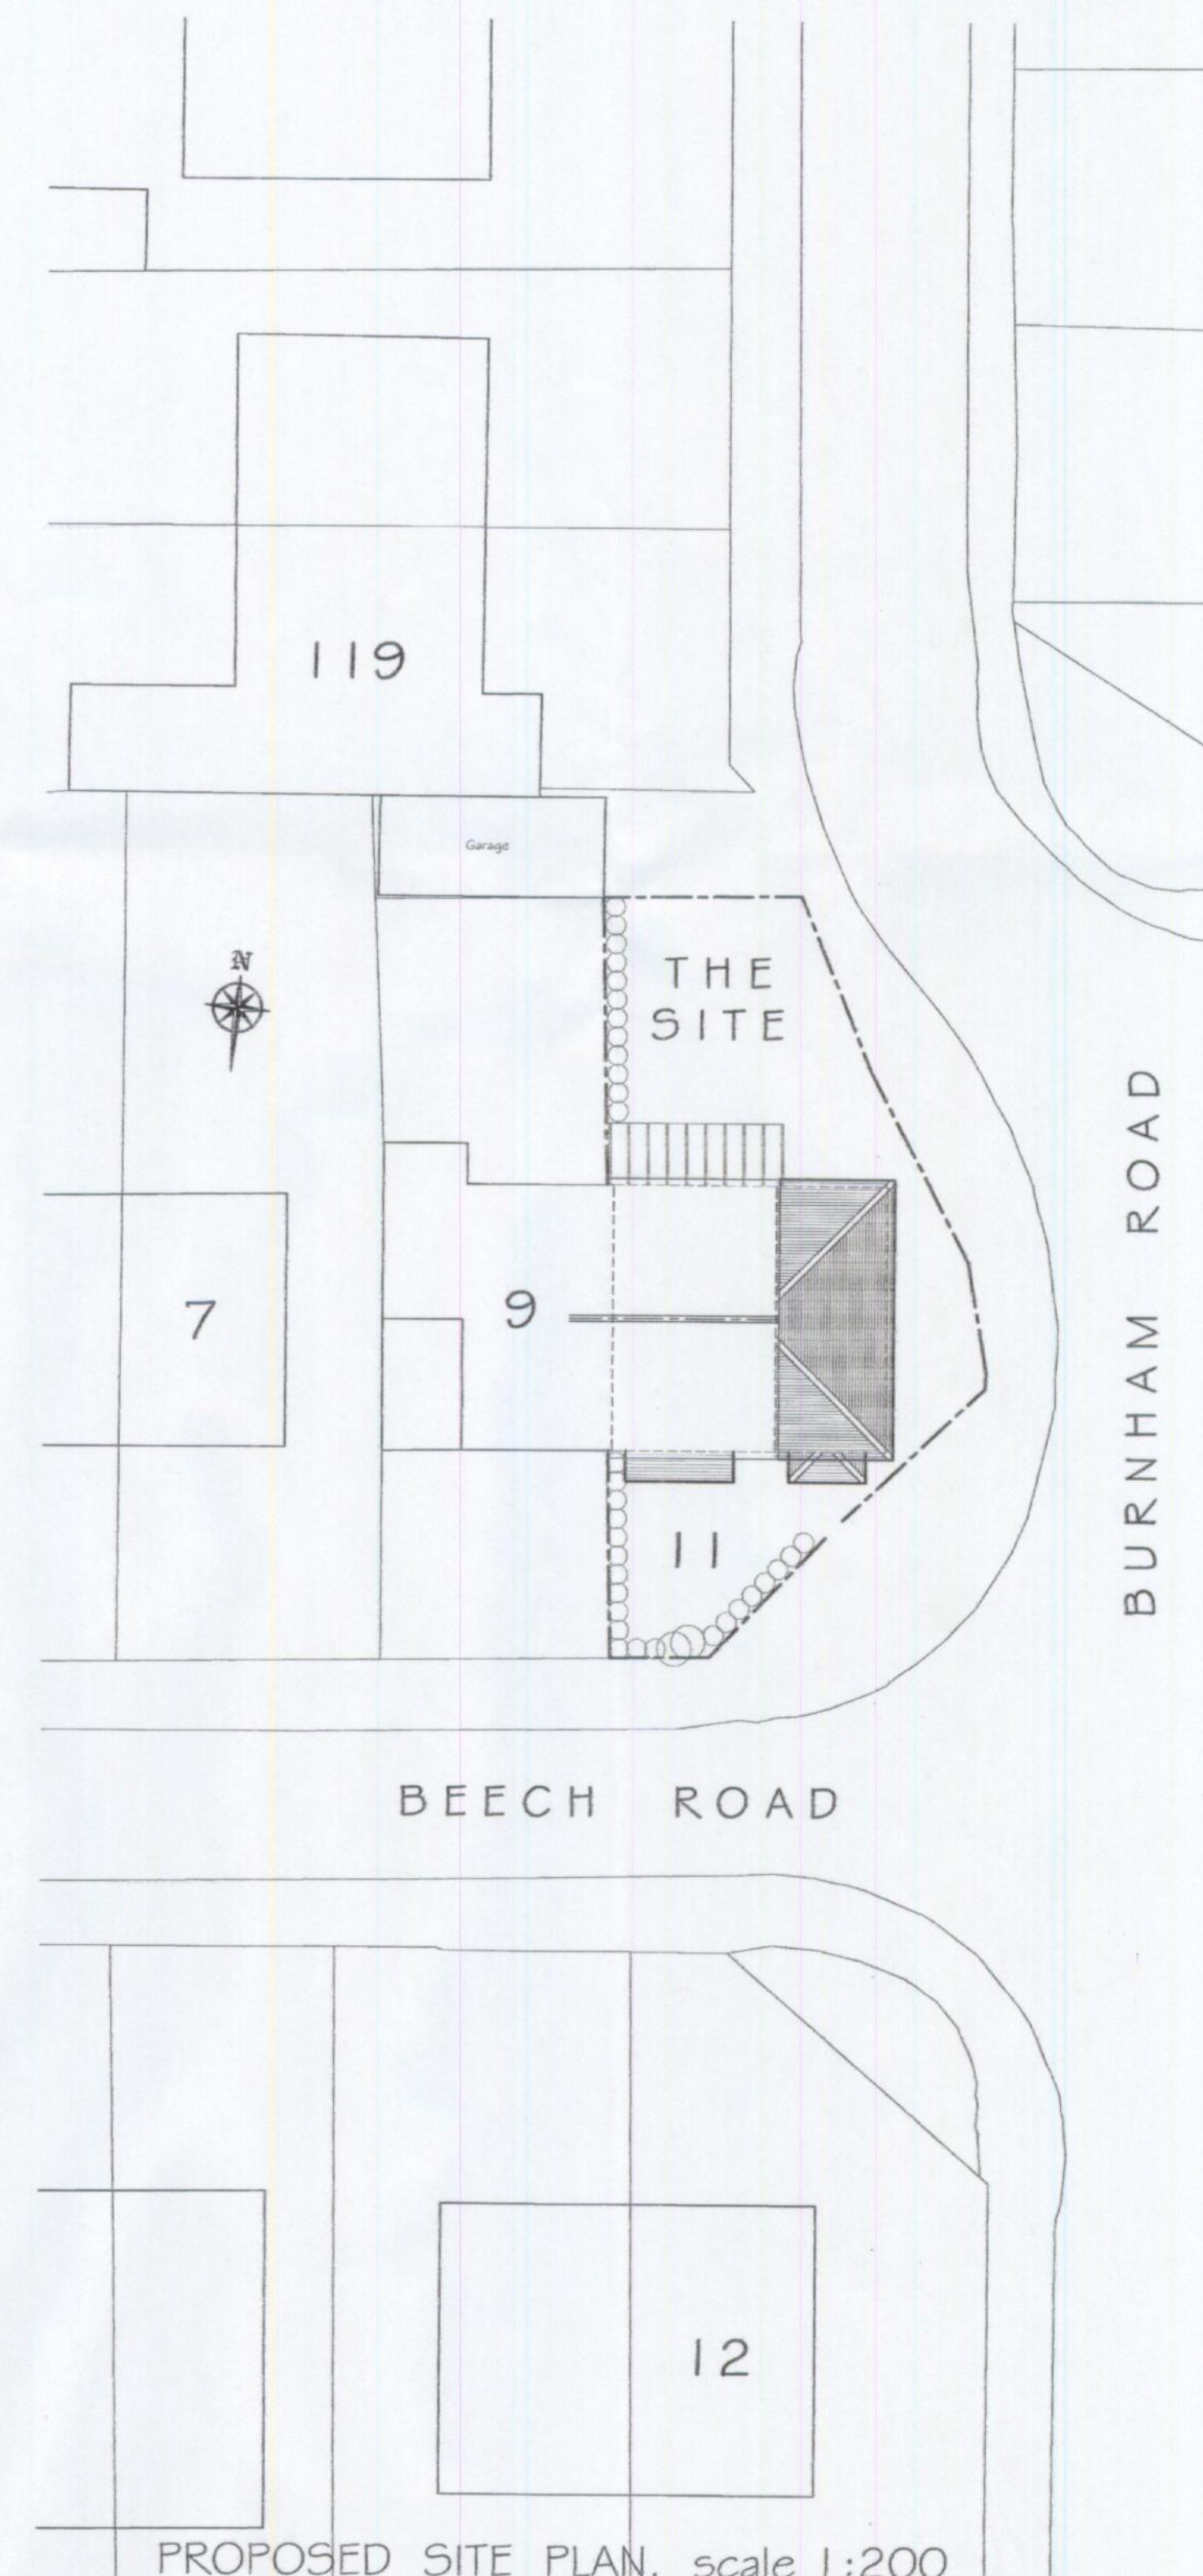 119
Garage
N
THE
SITE
7
9
BURNHAM ROAD
11
BEECH ROAD
12
PROPOSED SITE PLAN. scale 1:200